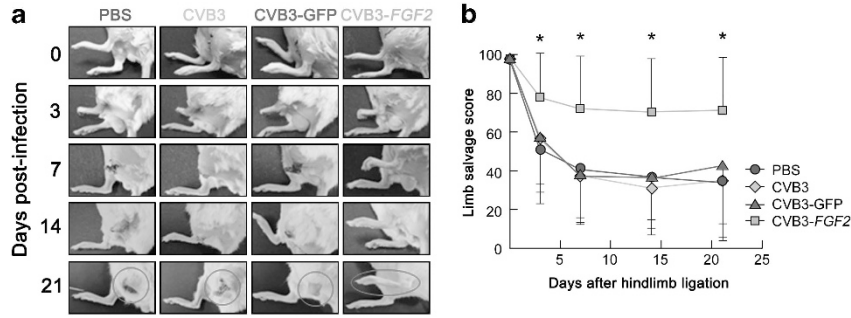 a
PBS CVB3 CVB3-GFP CVB3-FGF2
Days post-infection
0
3
7
14
21
b
*
*
*
*
Limb salvage score
100
80
60
40
20
0
5 10 15 20 25
Days after hindlimb ligation
PBS
CVB3
CVB3-GFP
CVB3-FGF2